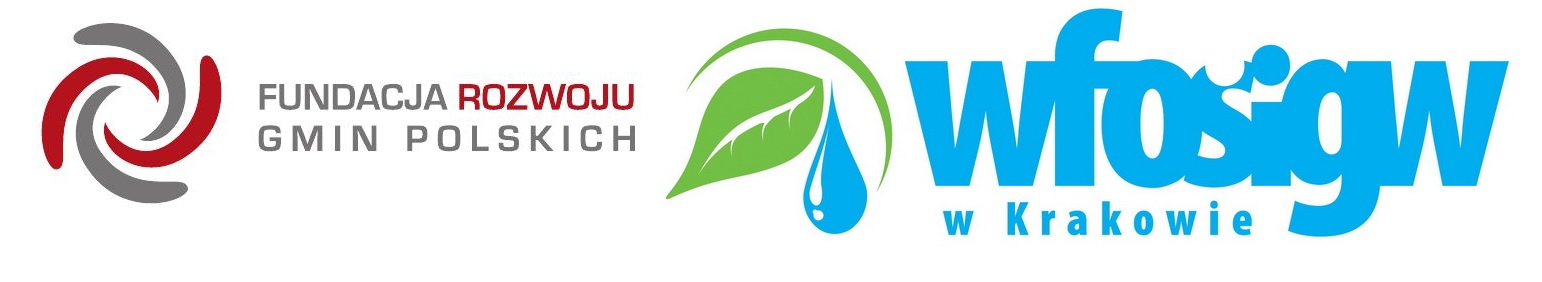 FUNDACJA ROZWOJU
GMIN POLSKICH
wfosigw
w Krakowie